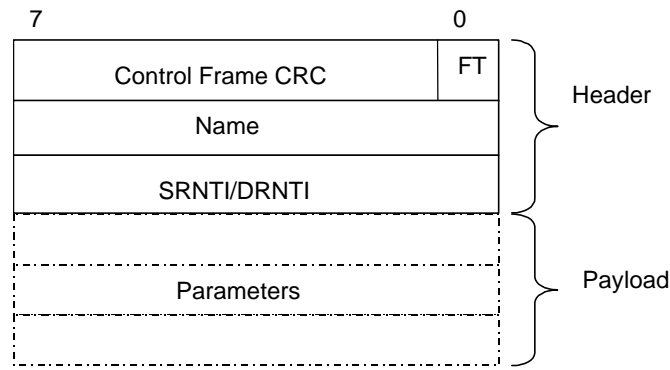 7 0
Control Frame CRC FT
Header
Name
SRNTI/DRNTI
Parameters
Payload